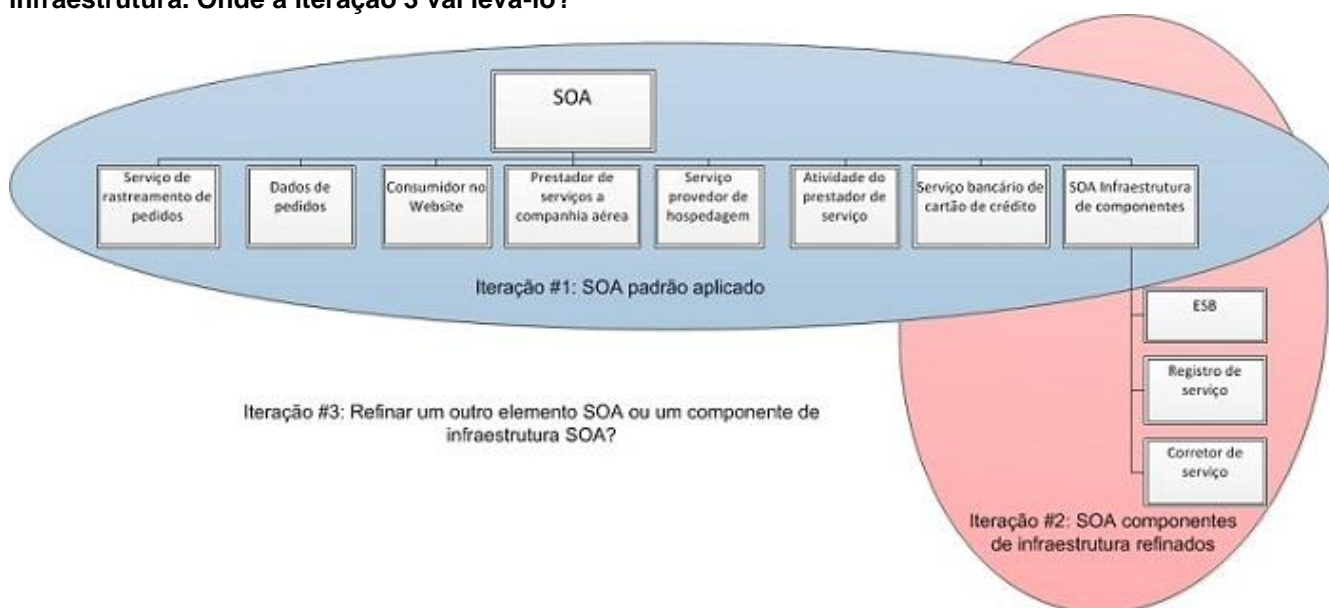 infraestrutura. Onde a Iteração 3 vai levá-lo?
SOA
Serviço de
rastreamento de
pedidos
Dados de
pedidos
Consumidor no
Website
Prestador de
serviços a
companhia aérea
Serviço
provedor de
hospedagem
Atividade do
prestador de
serviço
Serviço bancário de
cartão de crédito
SOA Infraestrutura
de componentes
Iteração #1: SOA padrão aplicado
ESB
Registro de
serviço
Corretor de
serviço
Iteração #3: Refinar um outro elemento SOA ou um componente de
infraestrutura SOA?
Iteração #2: SOA componentes
de infraestrutura refinados